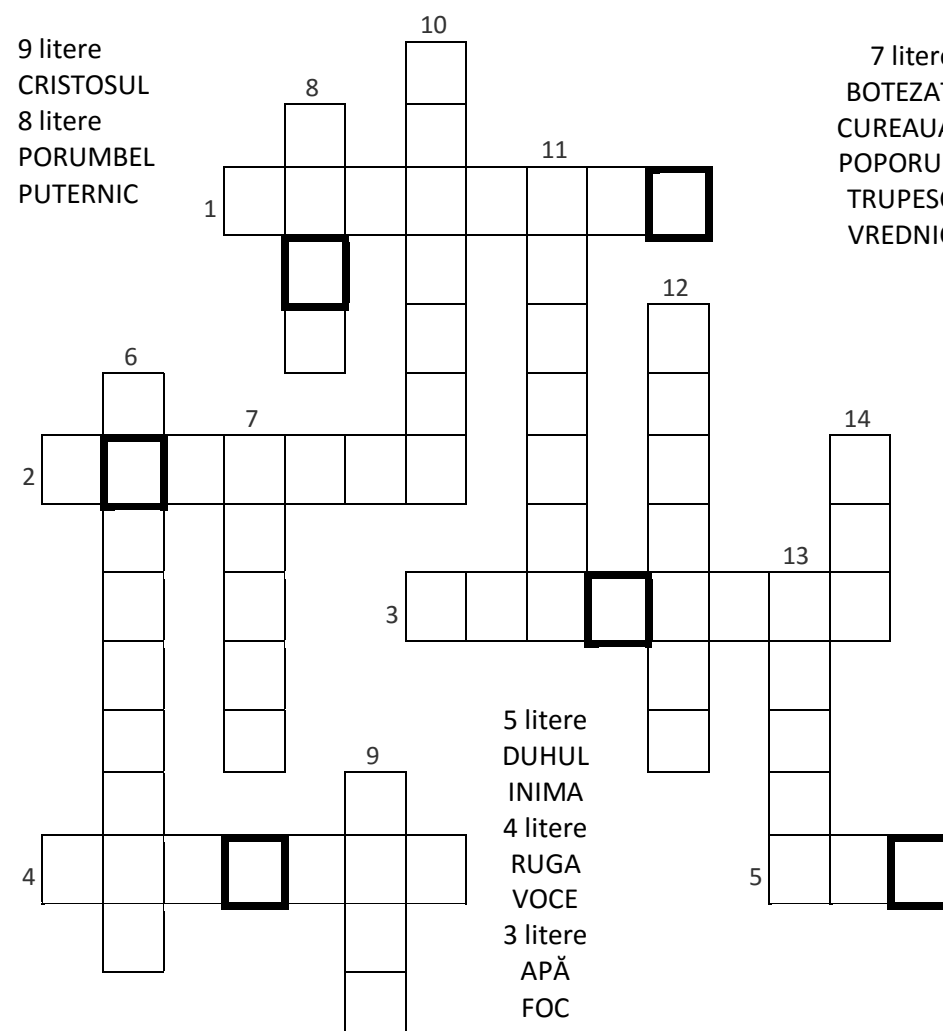 10
9 litere
CRISTOSUL
8 litere
PORUMBEL
PUTERNIC
8
7 litere
BOTEZAT
CUREAUA
POPORU
TRUPESC
VREDNIC
11
1
12
6
7
14
2
13
3
9
5 litere
DUHUL
INIMA
4 litere
RUGA
VOCE
3 litere
APĂ
FOC
4
5